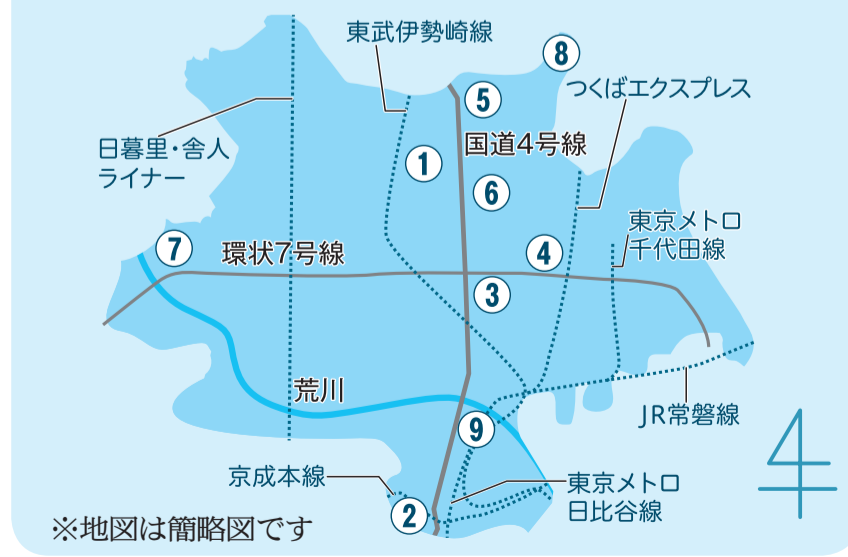 東武伊勢崎線
⑧
つくばエクスプレス
⑤
国道4号線
日暮里・舎人
ライナー
①
⑥
東京メトロ
千代田線
⑦
環状7号線
④
③
荒川
JR常磐線
⑨
京成本線
東京メトロ
日比谷線
②
※地図は簡略図です